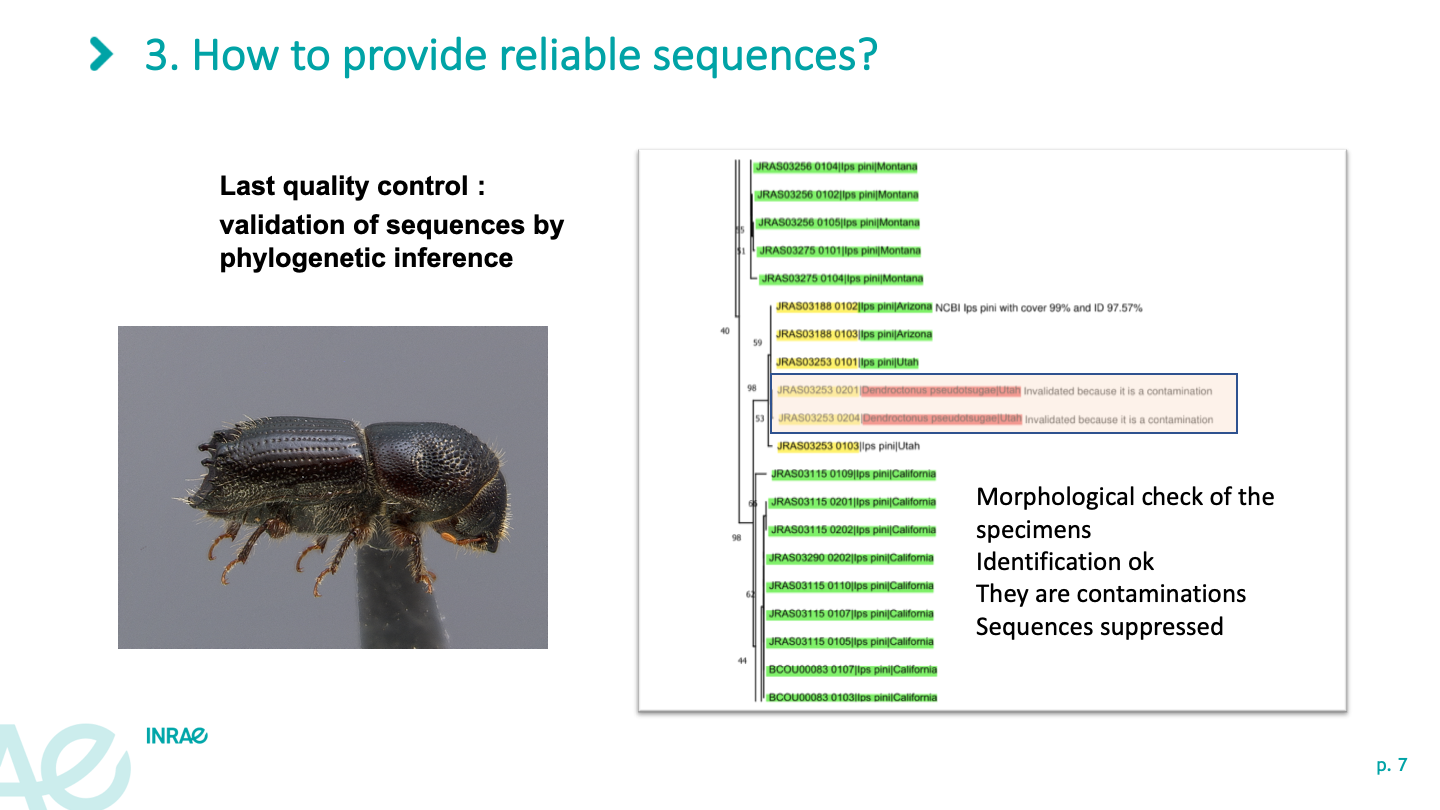 3. How to provide reliable sequences?
Last quality control :
validation of sequences by
phylogenetic inference
JRAS03256 0104|Ips pini|Montana
JRAS03256 0102|Ips pini|Montana
JRAS03256 0105|Ips pini|Montana
JRAS03275 0101|Ips pini|Montana
51
JRAS03275 0104|Ips pini|Montana
JRAS03188 0102|Ips pini|Arizona NCBI Ips pini with cover 99% and ID 97.57%
40
JRAS03188 0103|Ips pini|Arizona
59
JRAS03253 0101|Ips pini|Utah
98
JRAS03253 0201|Dendroctonus pseudotsugae|Utah Invalidated because it is a contamination
53
JRAS03253 0204|Dendroctonus pseudotsugae|Utah Invalidated because it is a contamination
JRAS03253 0103|Ips pini|Utah
JRAS03115 0109|Ips pini|California
JRAS03115 0201|Ips pini|California
JRAS03115 0202|Ips pini|California
98
JRAS03290 0202|Ips pini|California
JRAS03115 0110|Ips pini|California
62
JRAS03115 0107|Ips pini|California
JRAS03115 0105|Ips pini|California
44
BCOU00083 0107|Ips pini|California
BCOU00083 0103|Ips pini|California
Morphological check of the
specimens
Identification ok
They are contaminations
Sequences suppressed
INRAE
p. 7